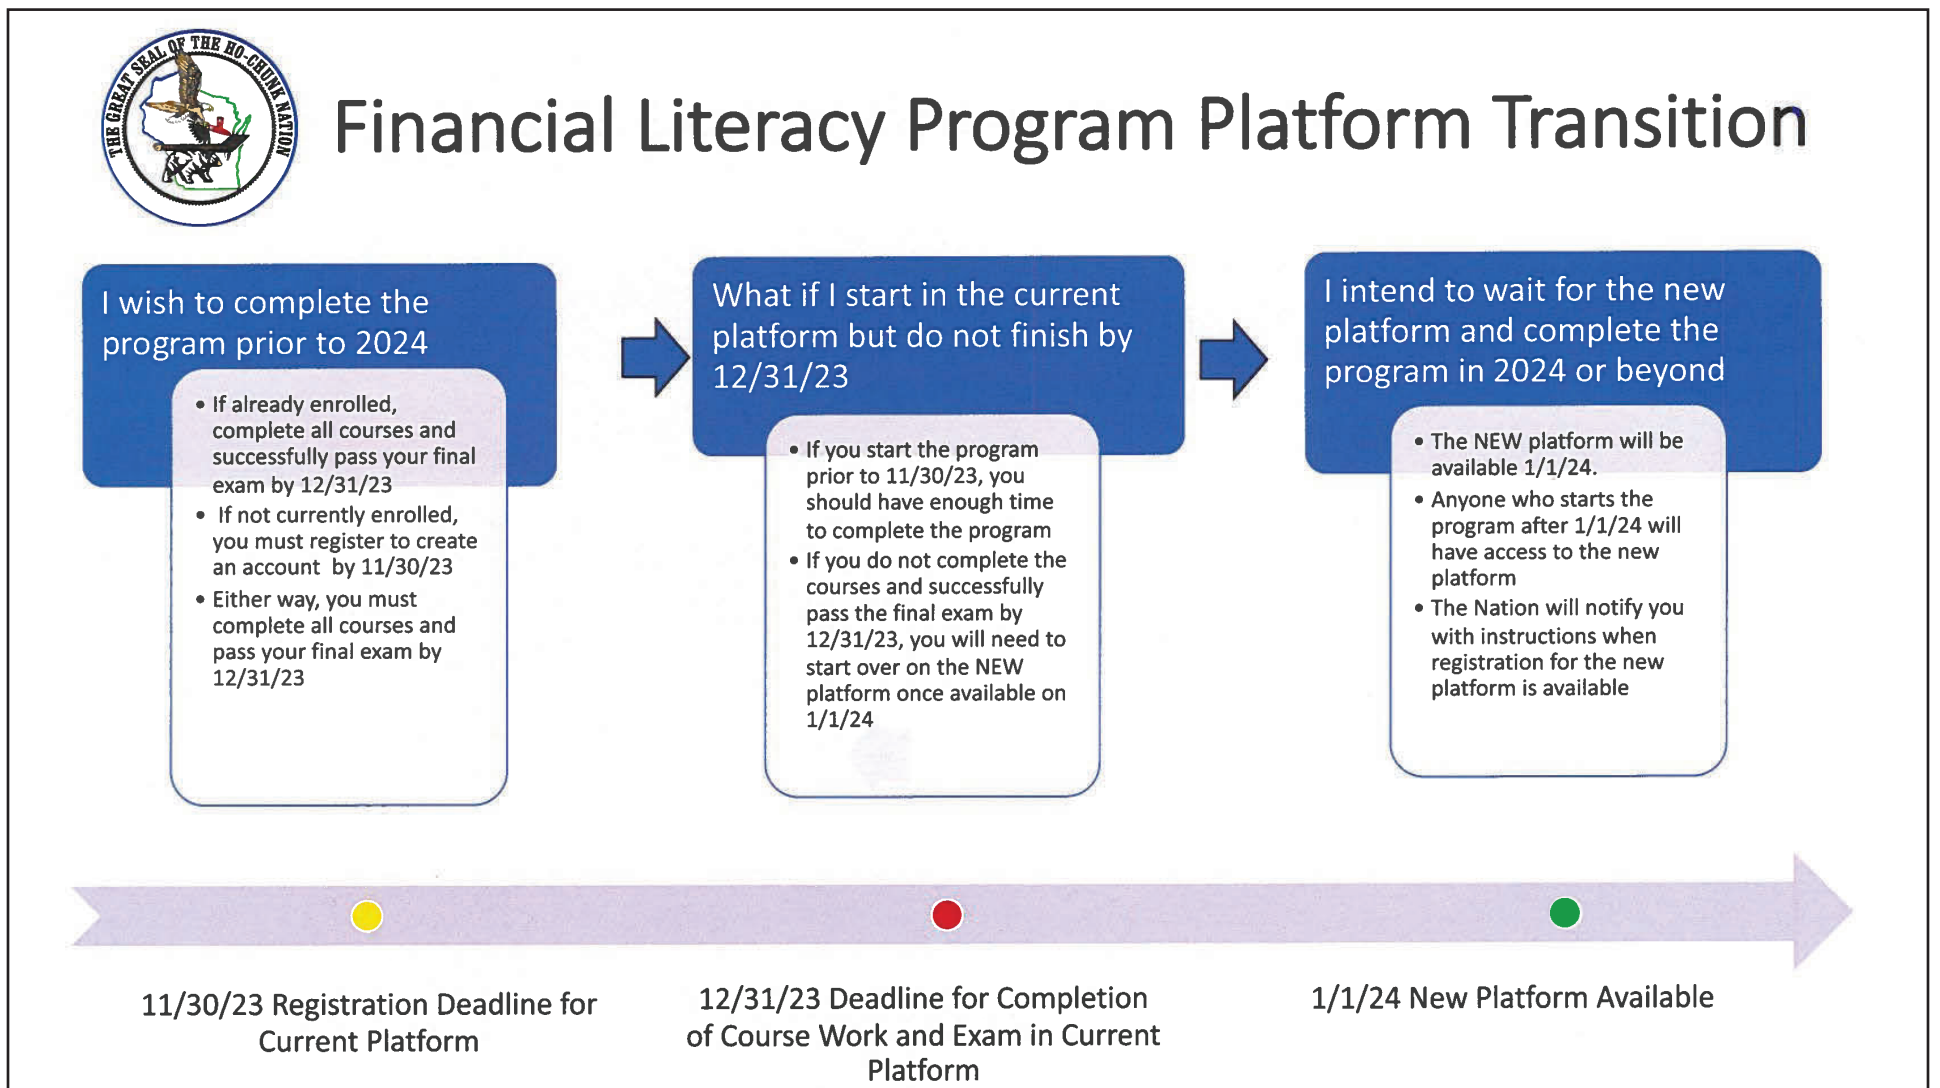 THE GREAT SEAL OF THE HO-CHUNK NATION
Financial Literacy Program Platform Transition
I wish to complete the
program prior to 2024
• If already enrolled,
complete all courses and
successfully pass your final
exam by 12/31/23
• If not currently enrolled,
you must register to create
an account by 11/30/23
• Either way, you must
complete all courses and
pass your final exam by
12/31/23
What if I start in the current
platform but do not finish by
12/31/23
• If you start the program
prior to 11/30/23, you
should have enough time
to complete the program
• If you do not complete the
courses and successfully
pass the final exam by
12/31/23, you will need to
start over on the NEW
platform once available on
1/1/24
I intend to wait for the new
platform and complete the
program in 2024 or beyond
• The NEW platform will be
available 1/1/24.
• Anyone who starts the
program after 1/1/24 will
have access to the new
platform
• The Nation will notify you
with instructions when
registration for the new
platform is available
11/30/23 Registration Deadline for
Current Platform
12/31/23 Deadline for Completion
of Course Work and Exam in Current
Platform
1/1/24 New Platform Available